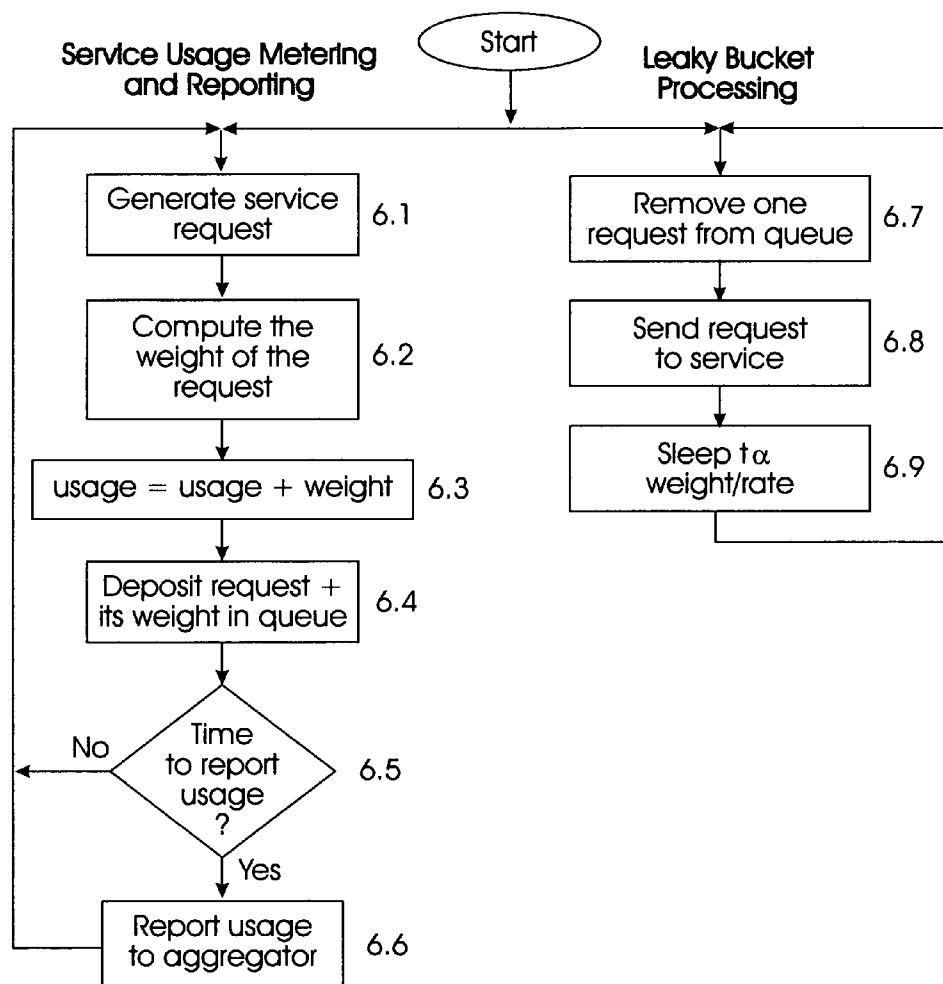 Start
Service Usage Metering
and Reporting
Generate service
request
6.1
Compute the
weight of the
request
6.2
usage = usage + weight
6.3
Deposit request +
its weight in queue
6.4
Time
to report
usage
?
6.5
No
Yes
Report usage
to aggregator
6.6
Leaky Bucket
Processing
Remove one
request from queue
6.7
Send request
to service
6.8
Sleep t α
weight/rate
6.9